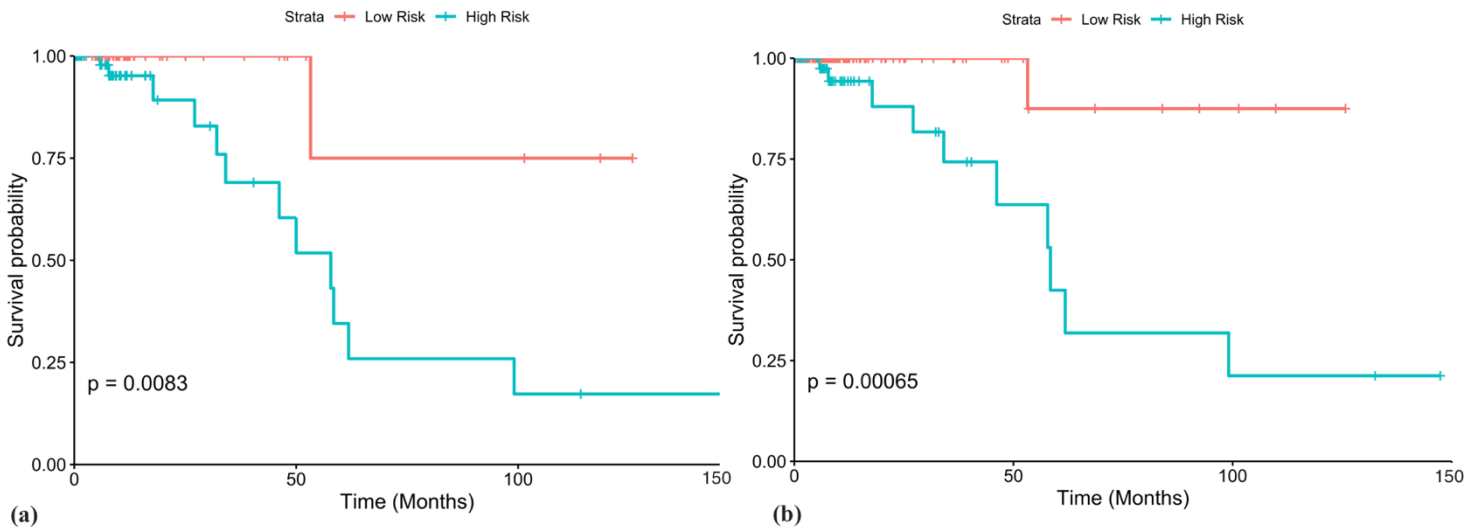 Strata Low Risk High Risk
1.00
0.75
0.50
0.25
0.00
Survival probability
p = 0.0083
0 50 100 150
Time (Months)
(a)
Strata Low Risk High Risk
1.00
0.75
0.50
0.25
0.00
Survival probability
p = 0.00065
0 50 100 150
Time (Months)
(b)